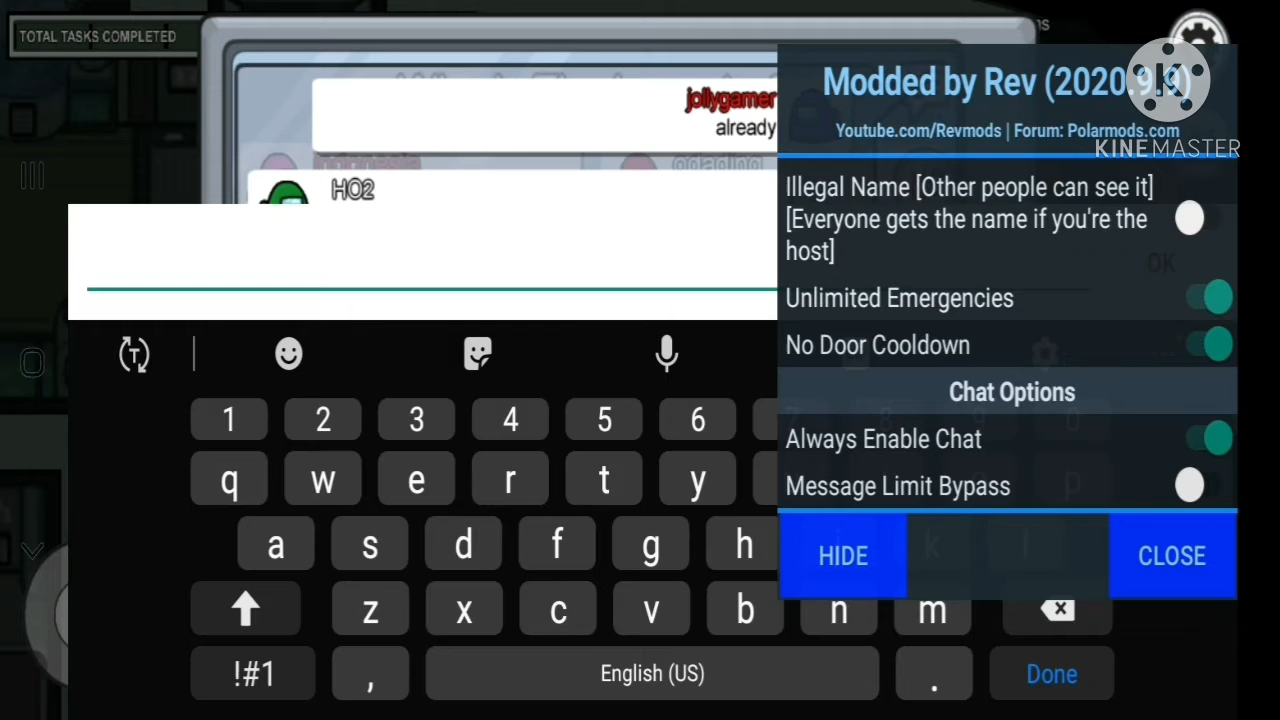 TOTAL TASKS COMPLETED
jollygamer
already
HO2
Modded by Rev (2020.9.9)
Youtube.com/Revmods | Forum: Polarmods.com
KINEMASTER
Illegal Name [Other people can see it]
[Everyone gets the name if you're the
host]
OK
Unlimited Emergencies
No Door Cooldown
Chat Options
Always Enable Chat
Message Limit Bypass
HIDE
CLOSE
1 2 3 4 5 6
q w e r t y p
a s d f g h k l
z x c v b n m
!#1 , English (US) . Done